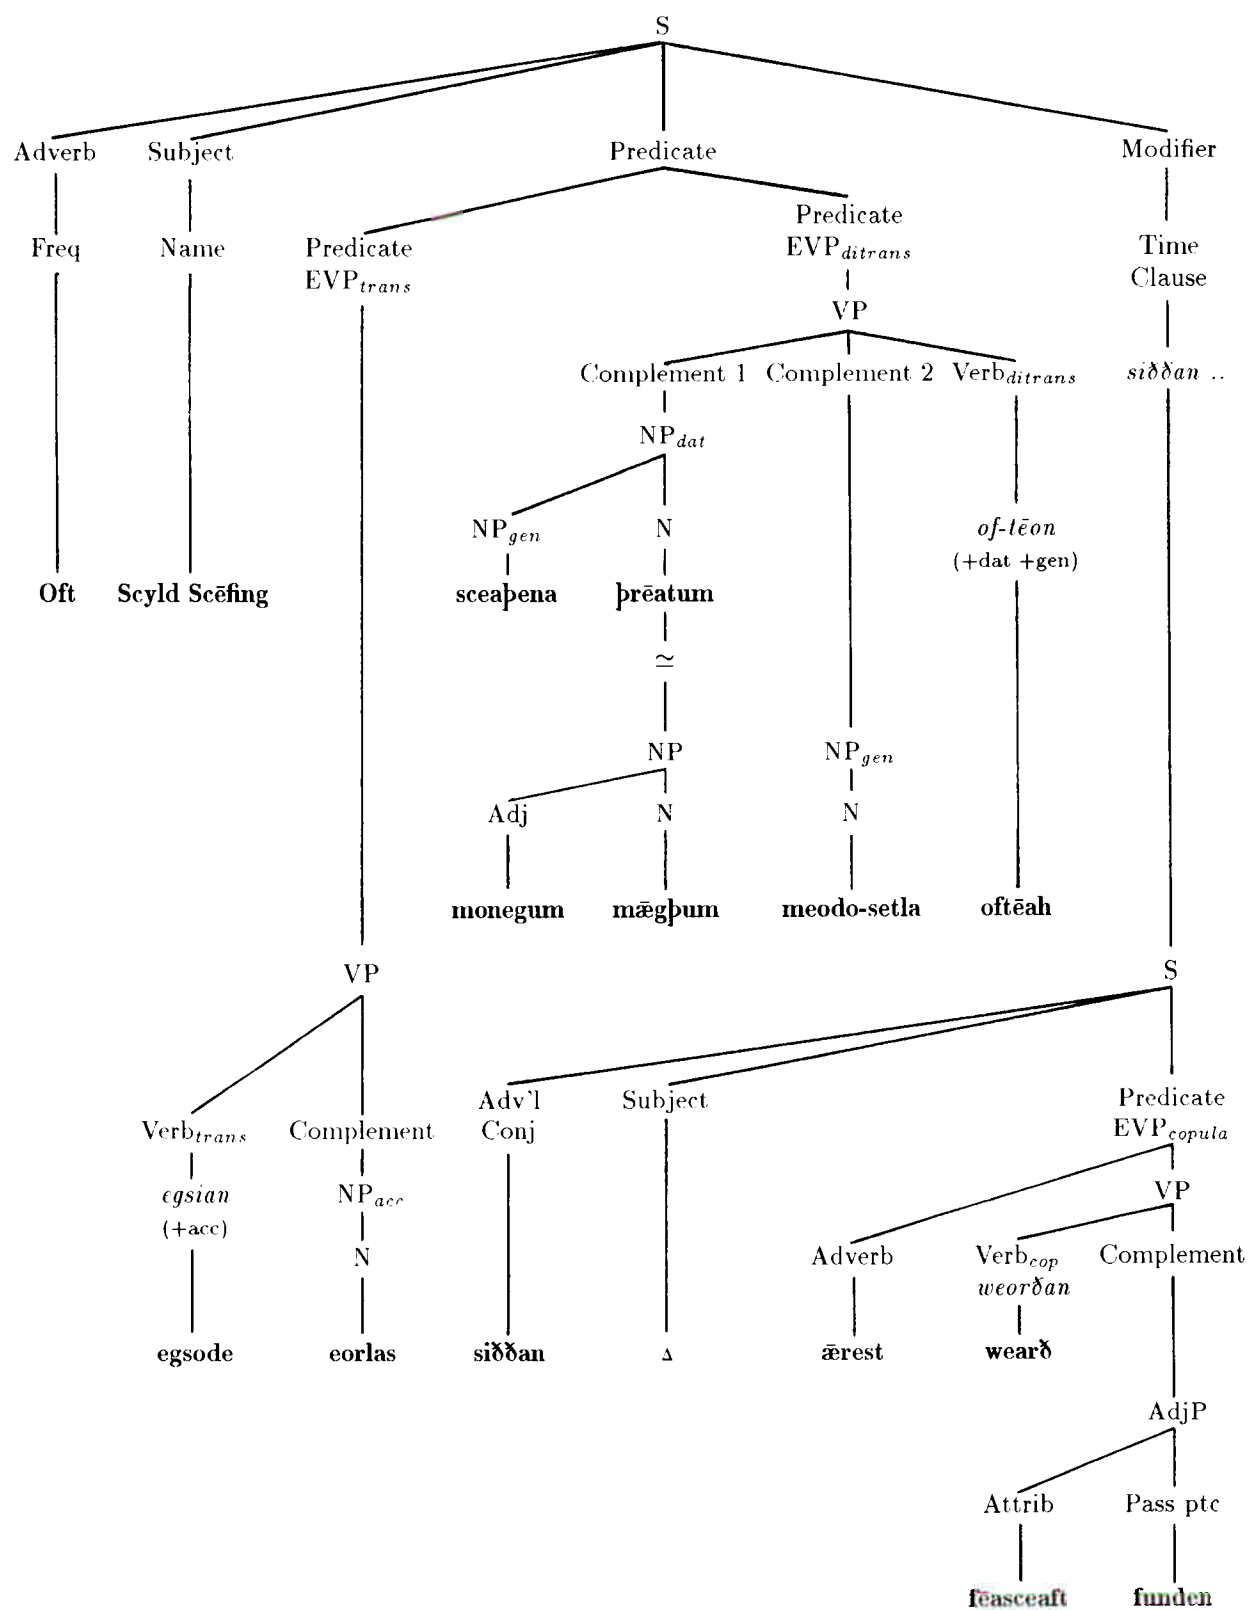 S
Adverb Subject Predicate Modifier
Predicate
EVPditrans
Freq Name Predicate
EVPtrans
Time
Clause
VP
Complement 1 Complement 2 Verbditrans siððan ..
NPdat
NPgen N of-tēon
(+dat +gen)
Oft Scyld Scēfing sceaþena þrēatum
≃
NP NPgen
Adj N N
monegum mǣgþum meodo-setla oftēah
VP S
Adv'l
Conj
Subject Predicate
EVPcopula
Verbtrans Complement
VP
egsian
(+acc)
NPacc
N
Adverb Verbcop
weorðan
Complement
egsode eorlas siððan Δ ǣrest wearð
AdjP
Attrib Pass ptc
fēasceaft funden